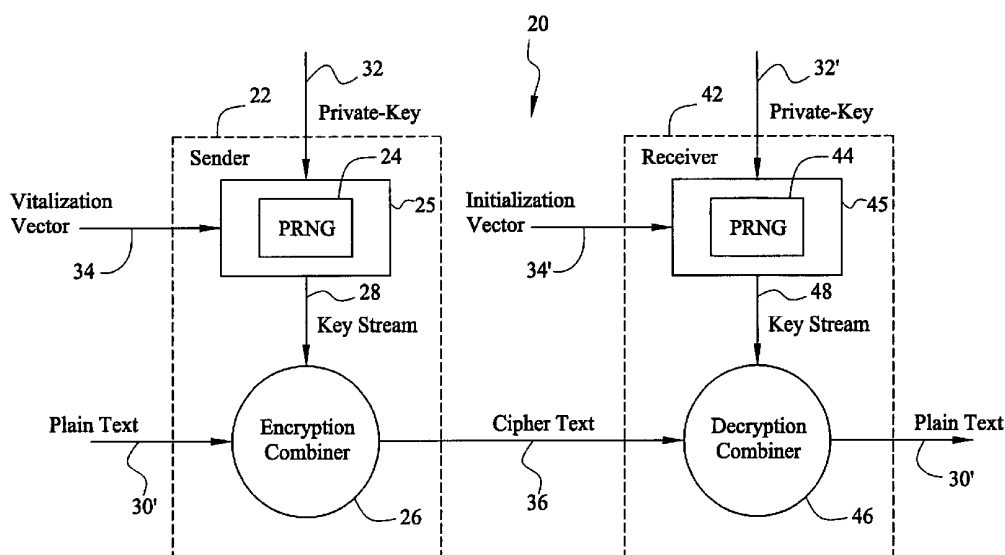 20
32
32'
22
Private-Key
42
Private-Key
Sender
24
Receiver
44
Vitalization
Vector
25
PRNG
Initialization
Vector
45
PRNG
34
34'
28
48
Key Stream
Key Stream
Plain Text
Encryption
Combiner
Cipher Text
Decryption
Combiner
Plain Text
30'
26
36
46
30'